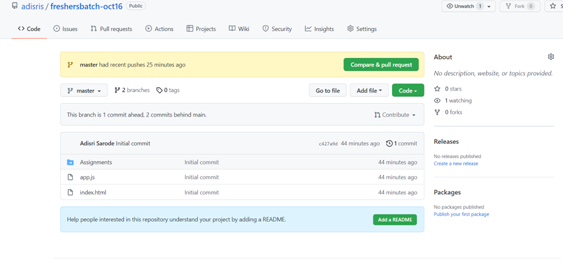 adisris / freshersbatch-oct16 Public
Unwatch 1 Fork 0
Code Issues Pull requests Actions Projects Wiki Security Insights Settings
master had recent pushes 25 minutes ago Compare & pull request
master 2 branches 0 tags Go to file Add file Code
This branch is 1 commit ahead, 2 commits behind main. Contribute
Adisri Sarode Initial commit 44 minutes ago 1 commit
Assignments Initial commit 44 minutes ago
app.js Initial commit 44 minutes ago
index.html Initial commit 44 minutes ago
Help people interested in this repository understand your project by adding a README. Add a README
About
No description, website, or topics provided.
0 stars
1 watching
0 forks
Releases
No releases published
Create a new release
Packages
No packages published
Publish your first package